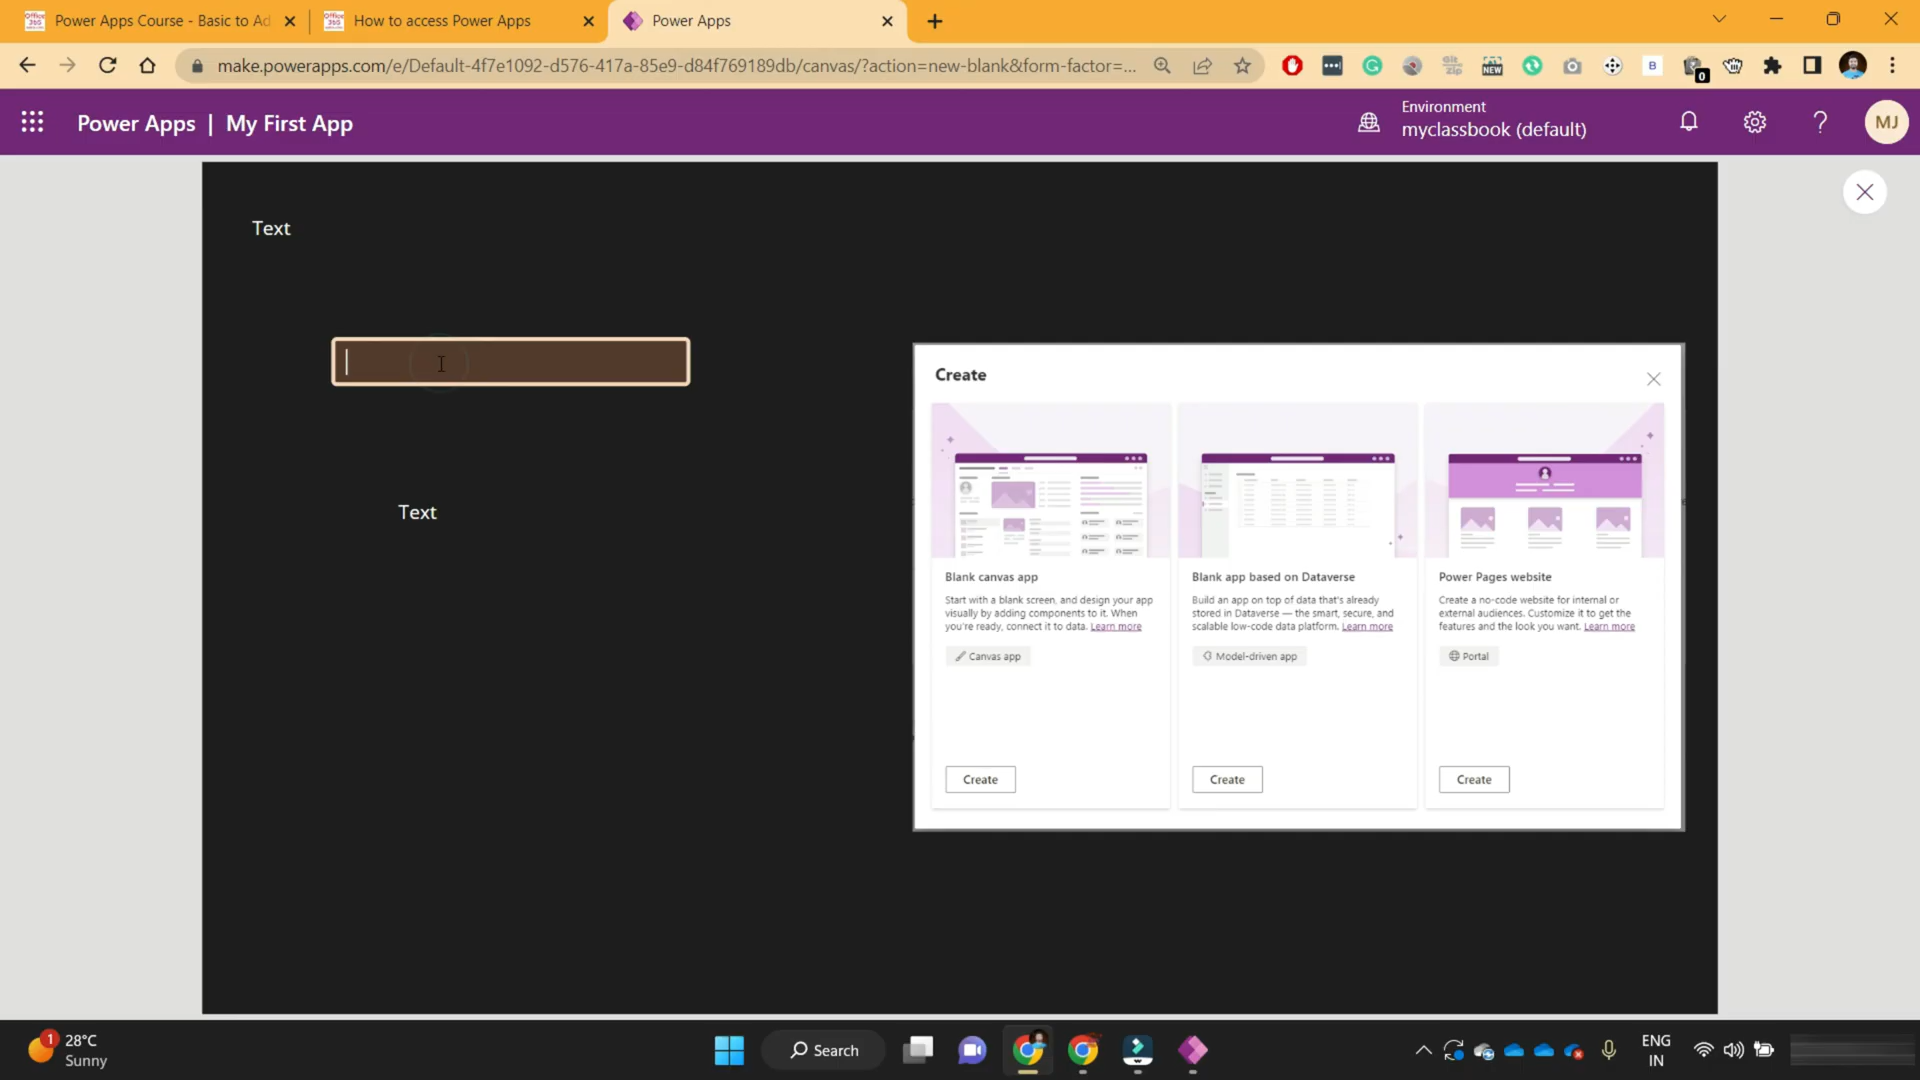 Power Apps Course - Basic to Ad
How to access Power Apps
Power Apps
make.powerapps.com/e/Default-4f7e1092-d576-417a-85e9-d84f769189db/canvas/?action=new-blank&form-factor=...
NEW
B
0
Power Apps | My First App
Environment
myclassbook (default)
MJ
Text
Text
Create
Blank canvas app
Start with a blank screen, and design your app
visually by adding components to it. When
you're ready, connect it to data. Learn more
Canvas app
Create
Blank app based on Dataverse
Build an app on top of data that's already
stored in Dataverse — the smart, secure, and
scalable low-code data platform. Learn more
Model-driven app
Create
Power Pages website
Create a no-code website for internal or
external audiences. Customize it to get the
features and the look you want. Learn more
Portal
Create
1
28°C
Sunny
Search
ENG
IN